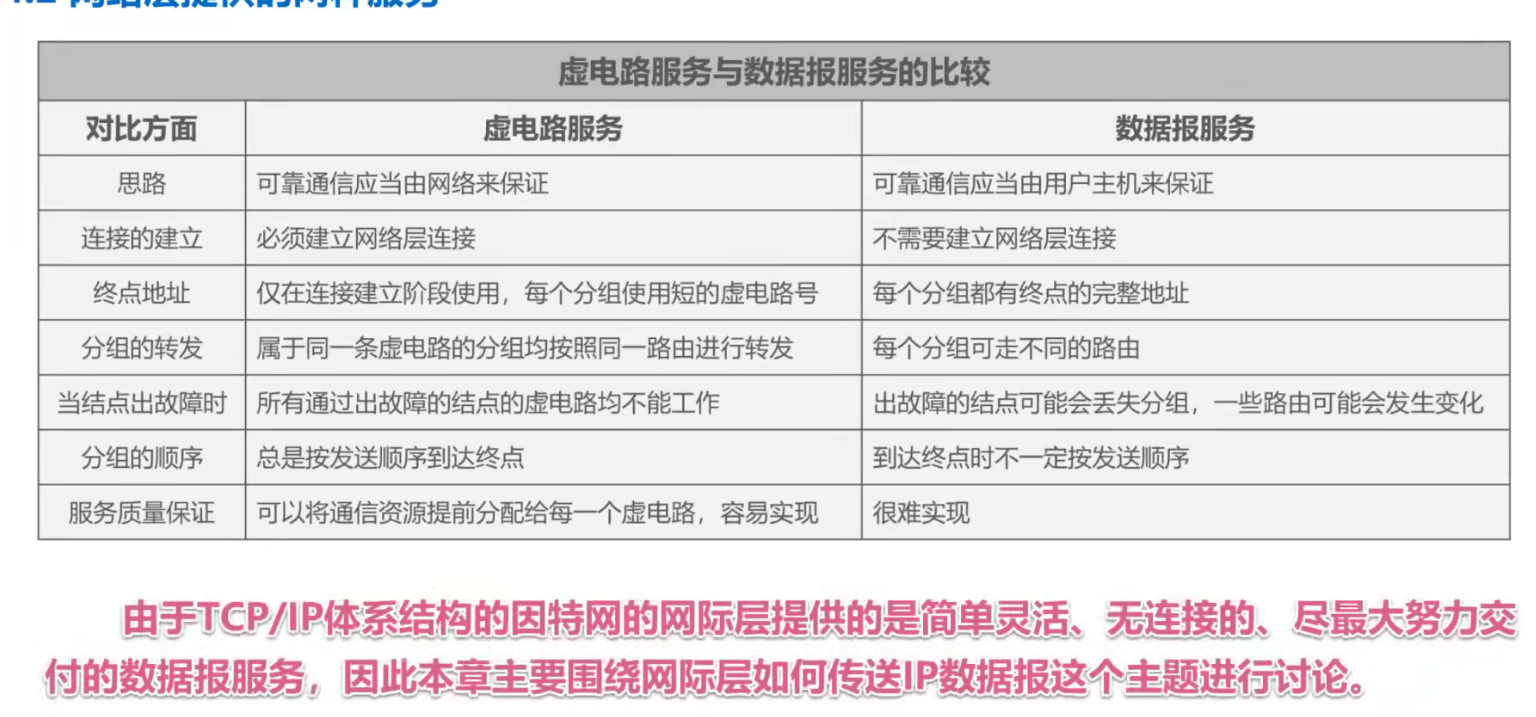 网络层提供的两种服务
虚电路服务与数据报服务的比较
对比方面 虚电路服务 数据报服务
思路 可靠通信应当由网络来保证 可靠通信应当由用户主机来保证
连接的建立 必须建立网络层连接 不需要建立网络层连接
终点地址 仅在连接建立阶段使用，每个分组使用短的虚电路号 每个分组都有终点的完整地址
分组的转发 属于同一条虚电路的分组均按照同一路由进行转发 每个分组可走不同的路由
当结点出故障时 所有通过出故障的结点的虚电路均不能工作 出故障的结点可能会丢失分组，一些路由可能会发生变化
分组的顺序 总是按发送顺序到达终点 到达终点时不一定按发送顺序
服务质量保证 可以将通信资源提前分配给每一个虚电路，容易实现 很难实现
由于TCP/IP体系结构的因特网的网际层提供的是简单灵活、无连接的、尽最大努力交
付的数据报服务，因此本章主要围绕网际层如何传送IP数据报这个主题进行讨论。